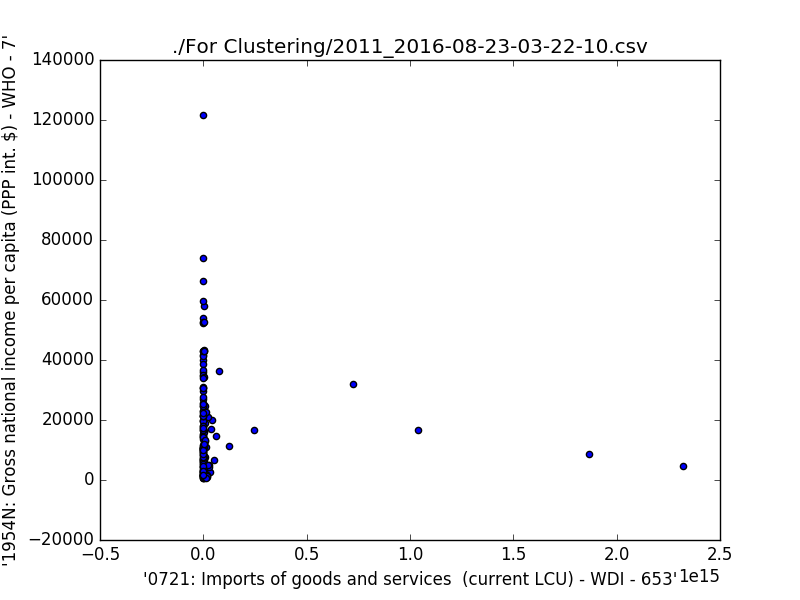 ./For Clustering/2011_2016-08-23-03-22-10.csv
'1954N: Gross national income per capita (PPP int. $) - WHO - 7'
140000
120000
100000
80000
60000
40000
20000
0
−20000
−0.5 0.0 0.5 1.0 1.5 2.0 2.5
1e15
'0721: Imports of goods and services  (current LCU) - WDI - 653'